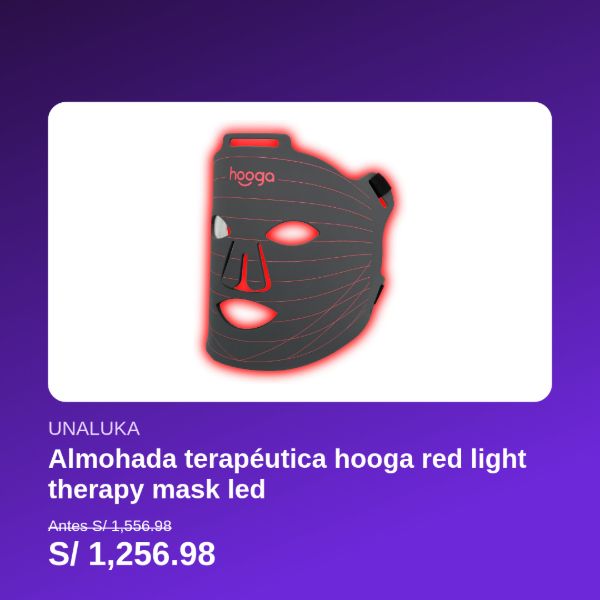 hooga
UNALUKA
Almohada terapéutica hooga red light
therapy mask led
Antes S/ 1,556.98
S/ 1,256.98